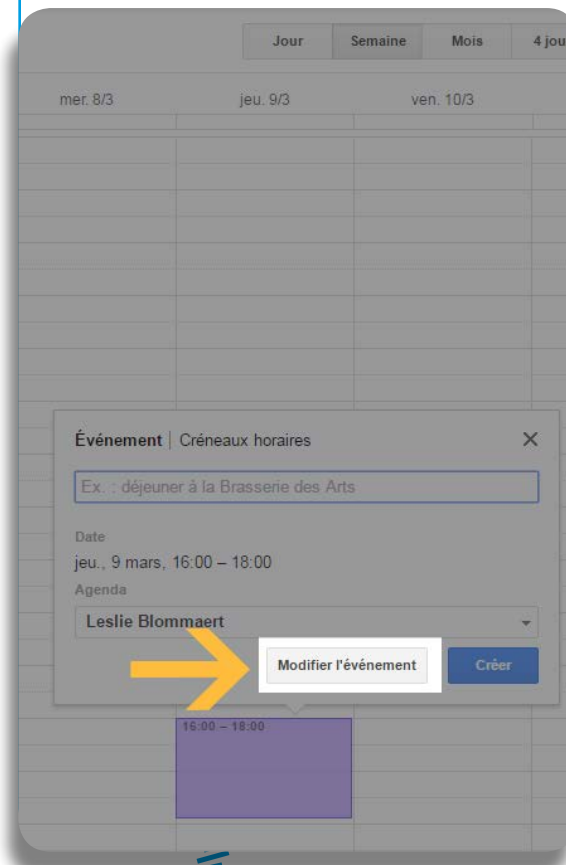 Jour Semaine Mois 4 jou
mer. 8/3 jeu. 9/3 ven. 10/3
Événement | Créneaux horaires
Ex. : déjeuner à la Brasserie des Arts
Date
jeu., 9 mars, 16:00 – 18:00
Agenda
Leslie Blommaert
Modifier l'événement Créer
16:00 – 18:00